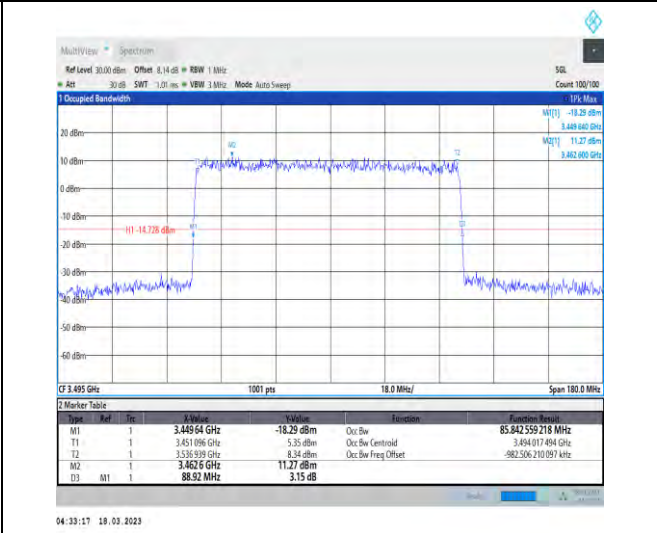 MultiView Spectrum
Ref Level 30.00 dBm Offset 8.14 dB RBW 1 MHz SGL
Att 30 dB SWT 1.01 ms VBW 3 MHz Mode Auto Sweep Count 100/100
1 Occupied Bandwidth 1Pk Max
M1[1] -18.29 dBm
3.449 640 GHz
20 dBm
M2[1] 11.27 dBm
3.462 600 GHz
M2
T2
10 dBm
T1
0 dBm
-10 dBm
H1 -14.728 dBm
M1
D3
-20 dBm
-30 dBm
-40 dBm
-50 dBm
-60 dBm
CF 3.495 GHz 1001 pts 18.0 MHz/ Span 180.0 MHz
2 Marker Table
Type Ref Trc X-Value Y-Value Function Function Result
M1 1 3.449 64 GHz -18.29 dBm Occ Bw 85.842 559 218 MHz
T1 1 3.451 096 GHz 5.35 dBm Occ Bw Centroid 3.494 017 494 GHz
T2 1 3.536 939 GHz 8.34 dBm Occ Bw Freq Offset -982.506 210 097 kHz
M2 1 3.462 6 GHz 11.27 dBm
D3 M1 1 88.92 MHz 3.15 dB
Ready
04:33:17 18.03.2023